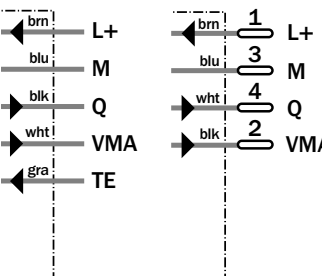 brn L+
blu M
blk Q
wht VMA
gra TE
brn 1 L+
blu 3 M
wht 4 Q
blk 2 VMA